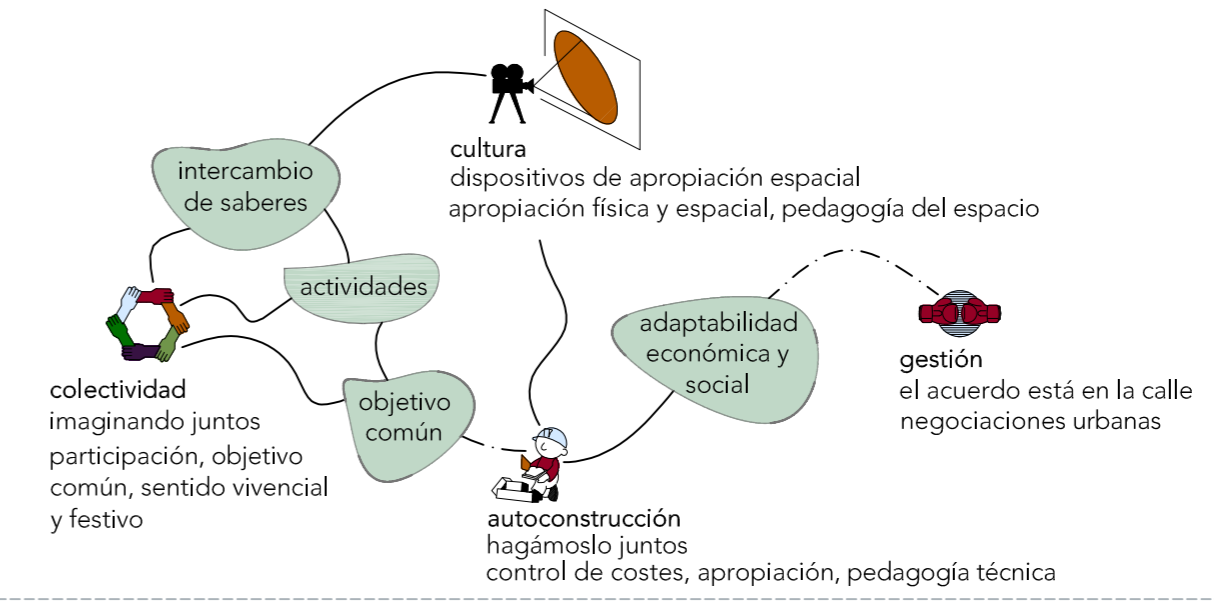 cultura
dispositivos de apropiación espacial
apropiación física y espacial, pedagogía del espacio
intercambio
de saberes
actividades
objetivo
común
colectividad
imaginando juntos
participación, objetivo
común, sentido vivencial
y festivo
adaptabilidad
económica y
social
gestión
el acuerdo está en la calle
negociaciones urbanas
autoconstrucción
hagámoslo juntos
control de costes, apropiación, pedagogía técnica